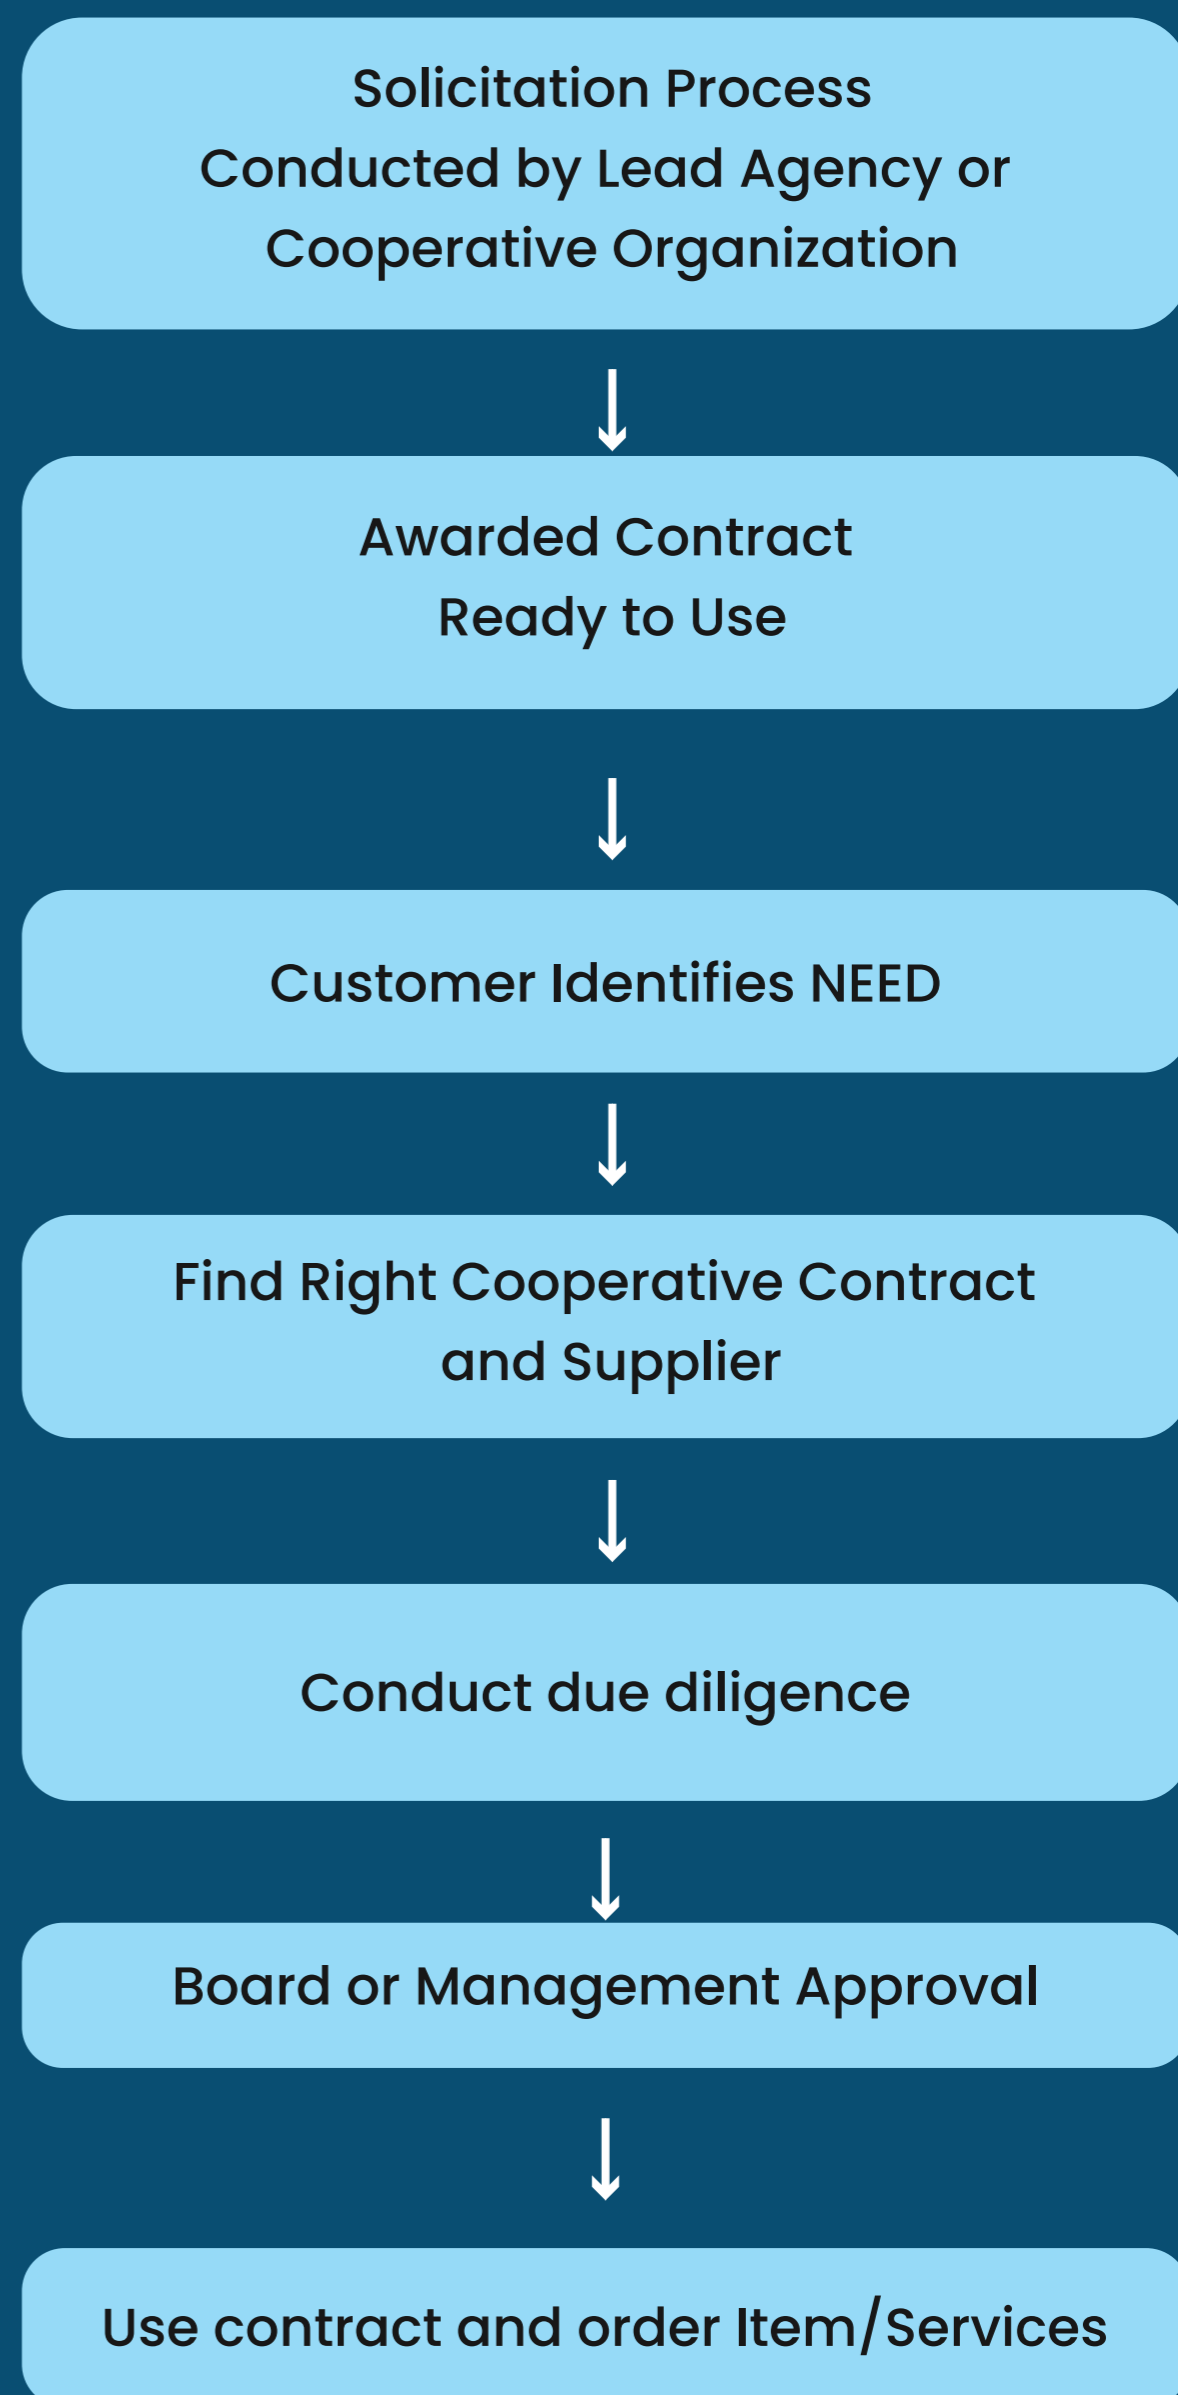 Solicitation Process
Conducted by Lead Agency or
Cooperative Organization
Awarded Contract
Ready to Use
Customer Identifies NEED
Find Right Cooperative Contract
and Supplier
Conduct due diligence
Board or Management Approval
Use contract and order Item/Services